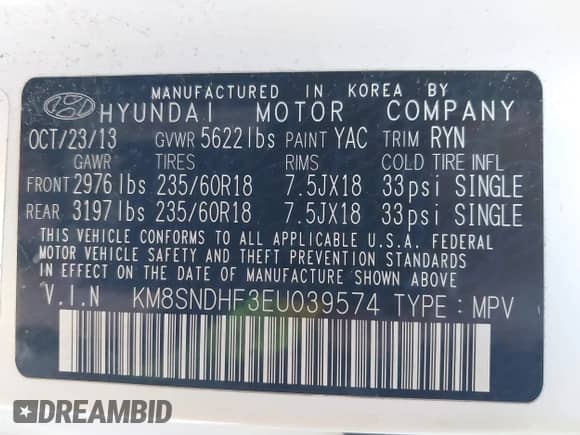 MANUFACTURED IN KOREA BY
HYUNDAI MOTOR COMPANY
OCT/23/13 GVWR 5622lbs PAINT YAC TRIM RYN
GAWR TIRES RIMS COLD TIRE INFL
FRONT 2976lbs 235/60R18 7.5JX18 33psi SINGLE
REAR 3197lbs 235/60R18 7.5JX18 33psi SINGLE
THIS VEHICLE CONFORMS TO ALL APPLICABLE U.S.A. FEDERAL
MOTOR VEHICLE SAFETY AND THEFT PREVENTION STANDARDS
IN EFFECT ON THE DATE OF MANUFACTURE SHOWN ABOVE.
V.I.N KM8SNDHF3EU039574 TYPE : MPV
DREAMBID